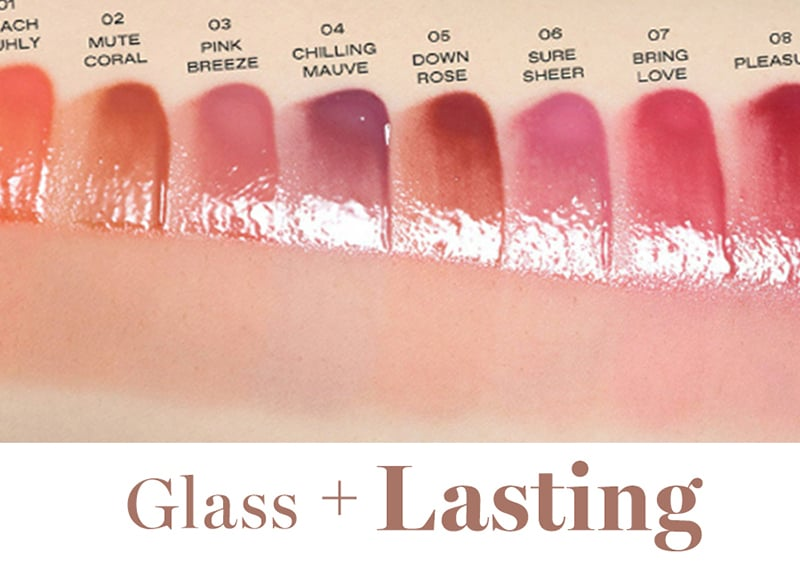 01
02
MUTE
CORAL
03
PINK
BREEZE
04
CHILLING
MAUVE
05
DOWN
ROSE
06
SURE
SHEER
07
BRING
LOVE
08
Glass + Lasting